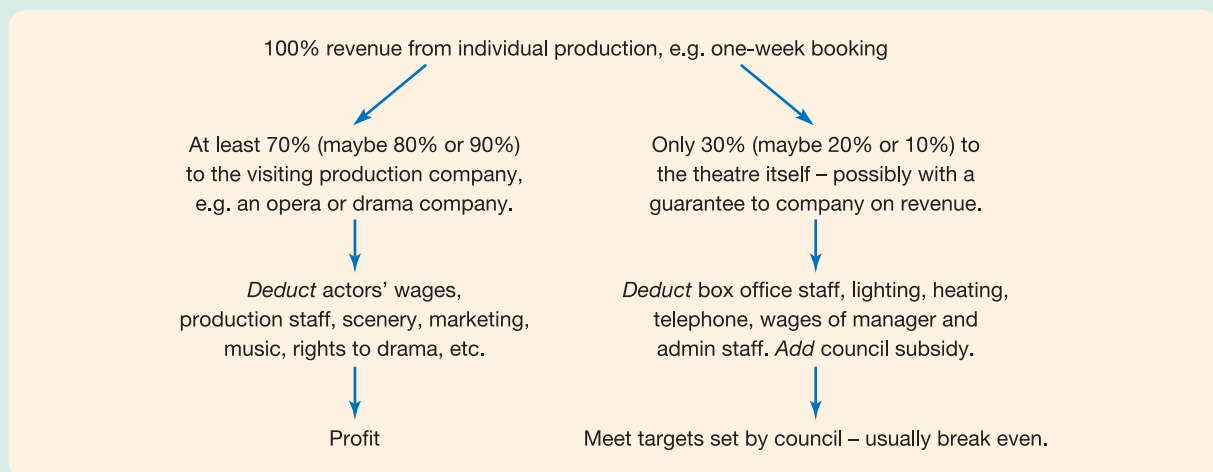 100% revenue from individual production, e.g. one-week booking
At least 70% (maybe 80% or 90%)
to the visiting production company,
e.g. an opera or drama company.
Only 30% (maybe 20% or 10%) to
the theatre itself – possibly with a
guarantee to company on revenue.
Deduct actors’ wages,
production staff, scenery, marketing,
music, rights to drama, etc.
Deduct box office staff, lighting, heating,
telephone, wages of manager and
admin staff. Add council subsidy.
Profit
Meet targets set by council – usually break even.